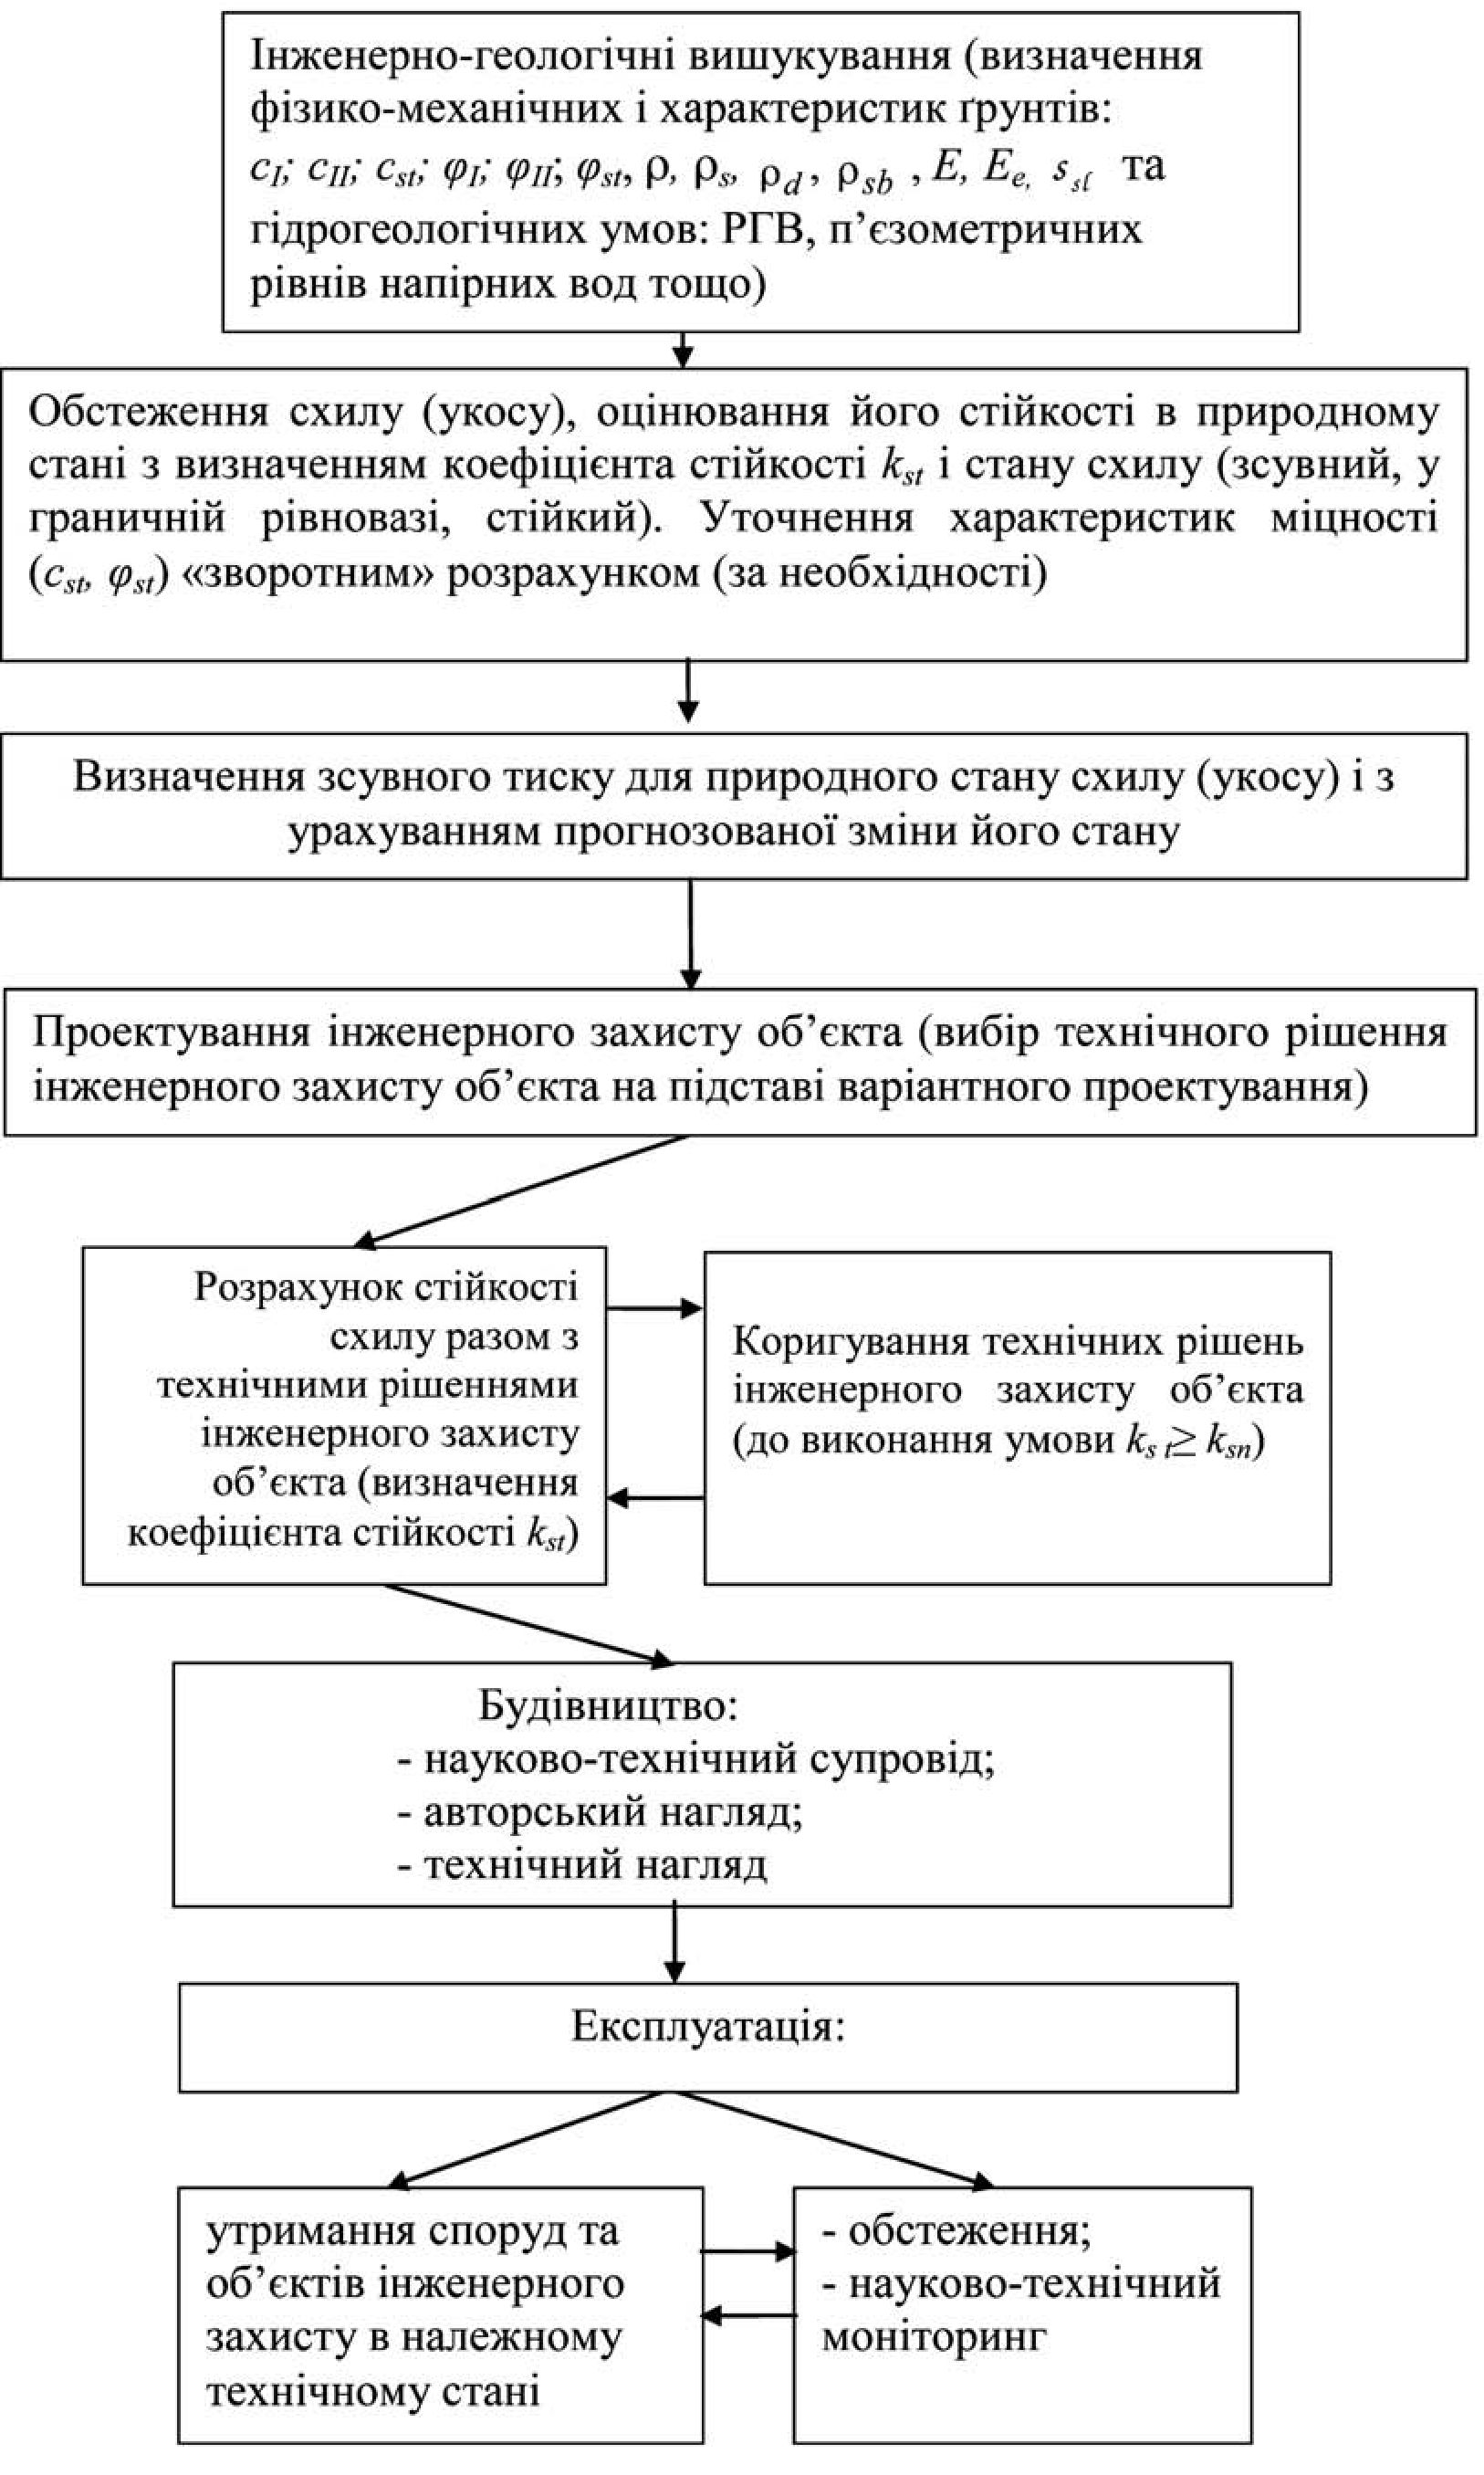 Інженерно-геологічні вишукування (визначення
фізико-механічних і характеристик ґрунтів:
cI; cII; cst; φI; φII; φst, ρ, ρs, ρd, ρsb , E, Ee, ssl та
гідрогеологічних умов: РГВ, п’єзометричних
рівнів напірних вод тощо)
Обстеження схилу (укосу), оцінювання його стійкості в природному
стані з визначенням коефіцієнта стійкості kst і стану схилу (зсувний, у
граничній рівновазі, стійкий). Уточнення характеристик міцності
(cst, φst) «зворотним» розрахунком (за необхідності)
Визначення зсувного тиску для природного стану схилу (укосу) і з
урахуванням прогнозованої зміни його стану
Проектування інженерного захисту об’єкта (вибір технічного рішення
інженерного захисту об’єкта на підставі варіантного проектування)
Розрахунок стійкості
схилу разом з
технічними рішеннями
інженерного захисту
об’єкта (визначення
коефіцієнта стійкості kst)
Коригування технічних рішень
інженерного захисту об’єкта
(до виконання умови ks t≥ ksn)
Будівництво:
- науково-технічний супровід;
- авторський нагляд;
- технічний нагляд
Експлуатація:
утримання споруд та
об’єктів інженерного
захисту в належному
технічному стані
- обстеження;
- науково-технічний
моніторинг